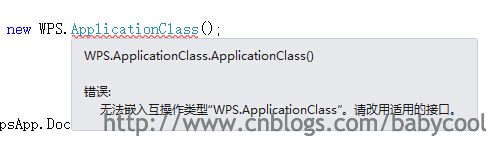 new WPS.ApplicationClass();
WPS.ApplicationClass.ApplicationClass()
错误:
无法嵌入互操作类型“WPS.ApplicationClass”。请改用适用的接口。
psApp.Doc
http://www.cnblogs.com/babycool